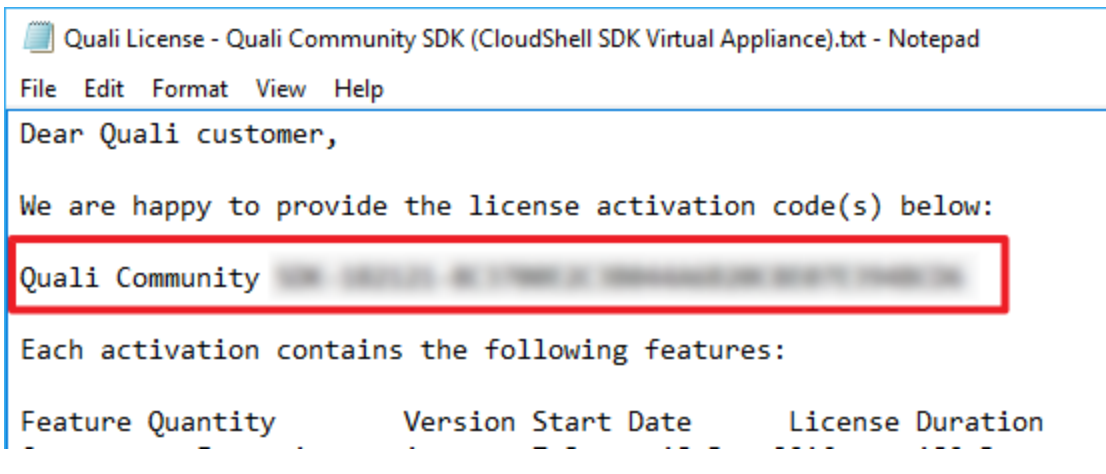 Quali License - Quali Community SDK (CloudShell SDK Virtual Appliance).txt - Notepad
File Edit Format View Help
Dear Quali customer,
We are happy to provide the license activation code(s) below:
Quali Community
Each activation contains the following features:
Feature Quantity Version Start Date License Duration